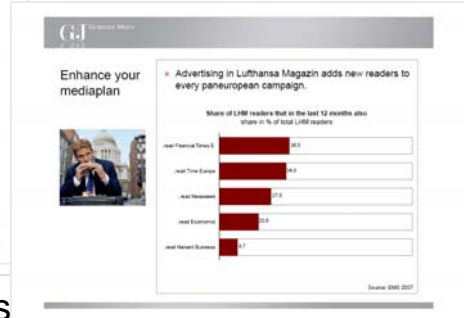 G+J
Enhance your
mediaplan
» Advertising in Lufthansa Magazin adds new readers to
every paneuropean campaign.
Share of LHM readers that in the last 12 months also
share in % of total LHM readers
...read Financial Times E.
...read Time Europe
...read Newsweek
...read Economist
...read Business
Source: EMS 2007
s